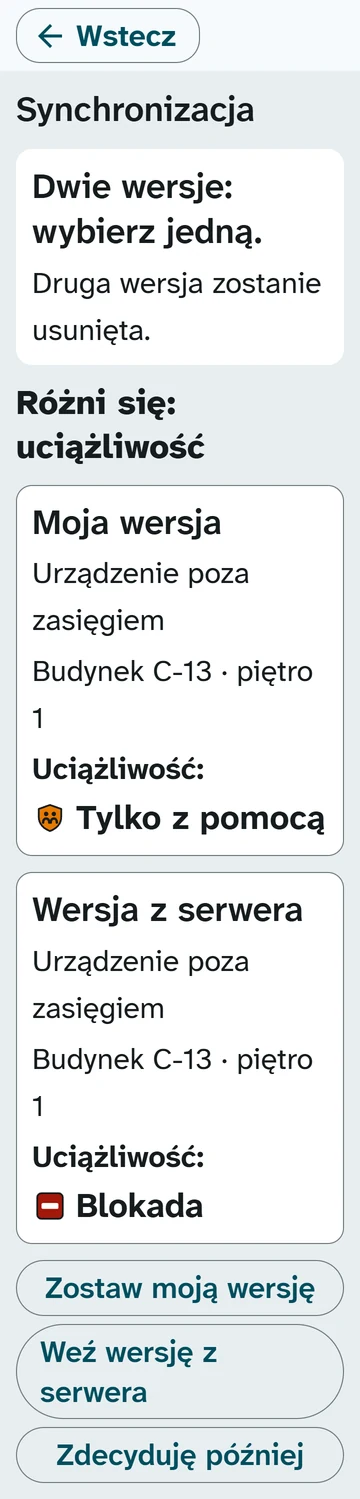 ← Wstecz
Synchronizacja
Dwie wersje:
wybierz jedną.
Druga wersja zostanie
usunięta.
Różni się:
uciążliwość
Moja wersja
Urządzenie poza
zasięgiem
Budynek C-13 · piętro
1
Uciążliwość:
Tylko z pomocą
Wersja z serwera
Urządzenie poza
zasięgiem
Budynek C-13 · piętro
1
Uciążliwość:
Blokada
Zostaw moją wersję
Weź wersję z
serwera
Zdecyduję później